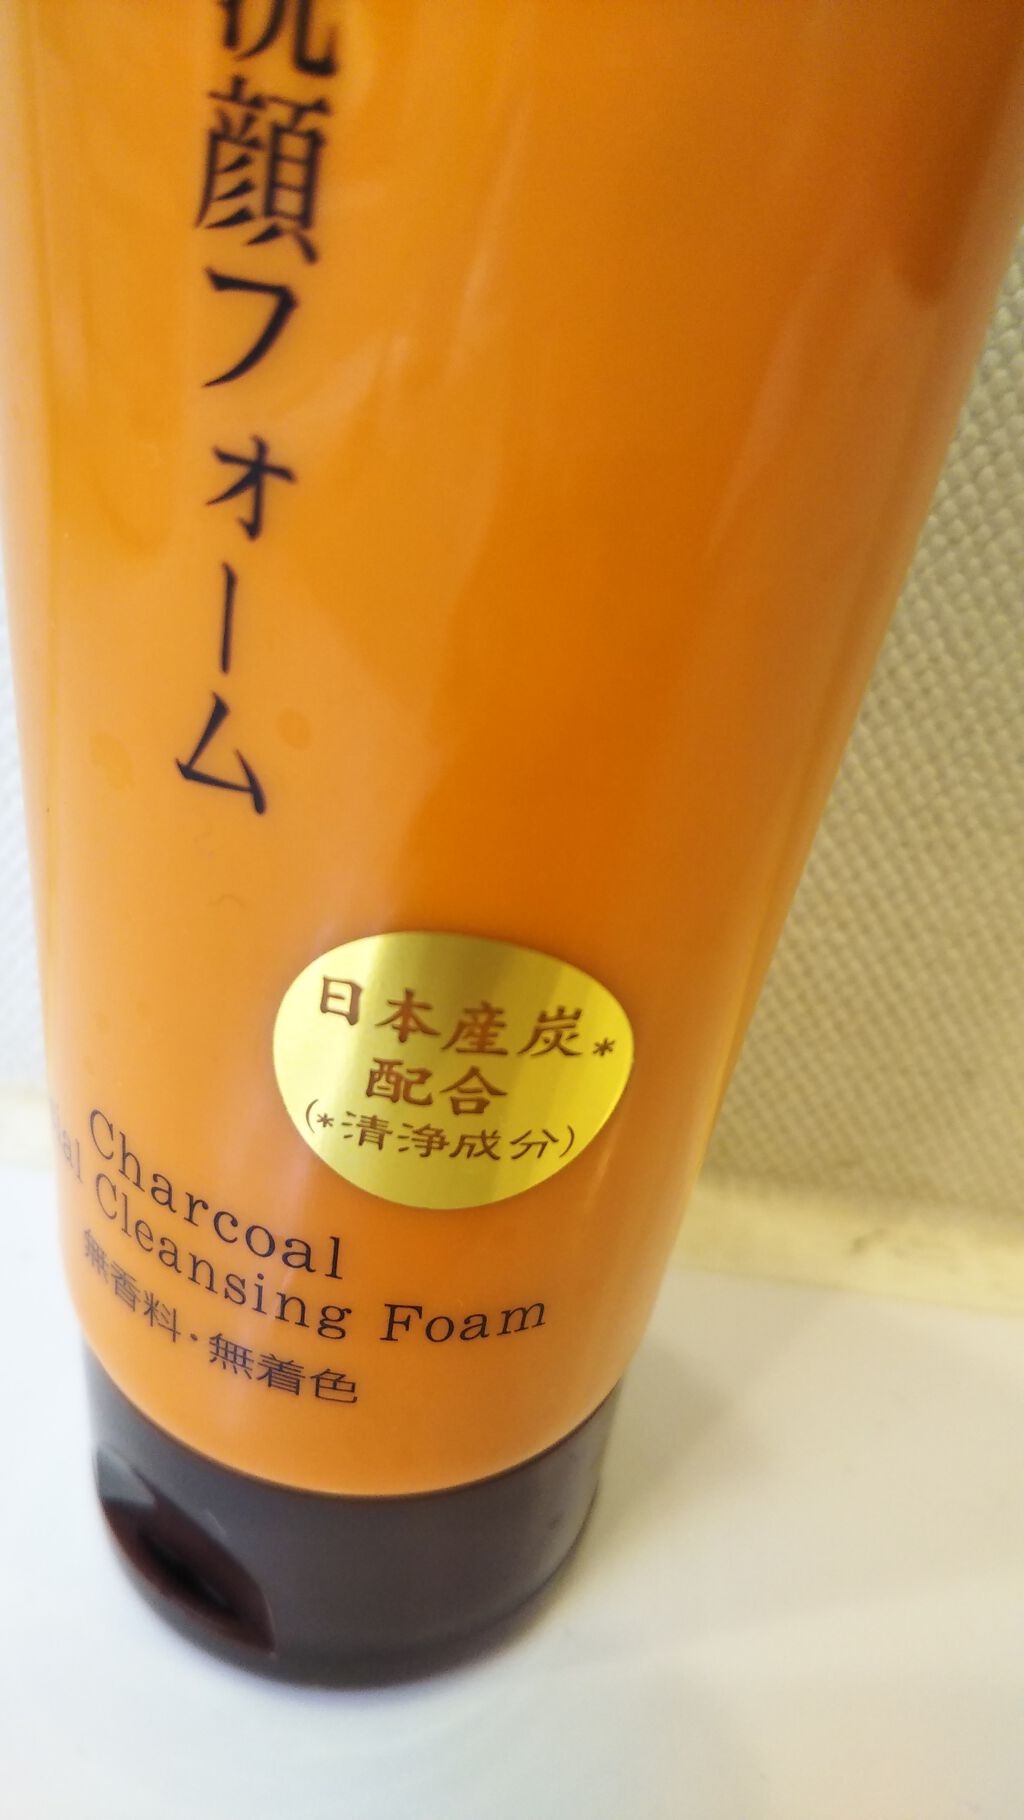 洗顔フォーム
日本産炭*
配合
(*清浄成分)
Charcoal
Cleansing Foam
無香料・無着色